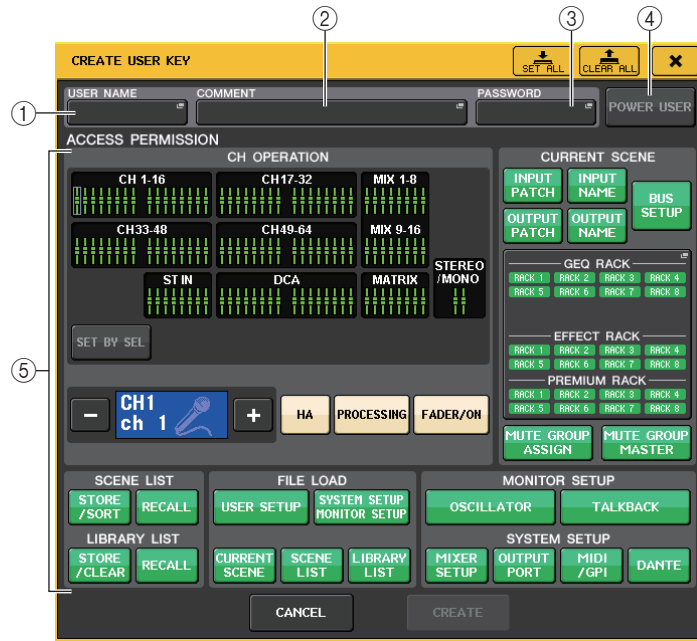 ① ② ③ ④
CREATE USER KEY
SET ALL
CLEAR ALL
USER NAME
COMMENT
PASSWORD
POWER USER
ACCESS PERMISSION
⑤
CH OPERATION
CH 1-16
CH17-32
MIX 1-8
CH33-48
CH49-64
MIX 9-16
ST IN
DCA
MATRIX
STEREO
/MONO
SET BY SEL
−
CH1
ch 1
+
HA
PROCESSING
FADER/ON
CURRENT SCENE
INPUT
PATCH
INPUT
NAME
BUS
SETUP
OUTPUT
PATCH
OUTPUT
NAME
GEQ RACK
RACK 1 RACK 2 RACK 3 RACK 4
RACK 5 RACK 6 RACK 7 RACK 8
EFFECT RACK
RACK 1 RACK 2 RACK 3 RACK 4
RACK 5 RACK 6 RACK 7 RACK 8
PREMIUM RACK
RACK 1 RACK 2 RACK 3 RACK 4
RACK 5 RACK 6 RACK 7 RACK 8
MUTE GROUP
ASSIGN
MUTE GROUP
MASTER
SCENE LIST
STORE
/SORT
RECALL
LIBRARY LIST
STORE
/CLEAR
RECALL
FILE LOAD
USER SETUP
SYSTEM SETUP
MONITOR SETUP
CURRENT
SCENE
SCENE
LIST
LIBRARY
LIST
MONITOR SETUP
OSCILLATOR
TALKBACK
SYSTEM SETUP
MIXER
SETUP
OUTPUT
PORT
MIDI
/GPI
DANTE
CANCEL
CREATE